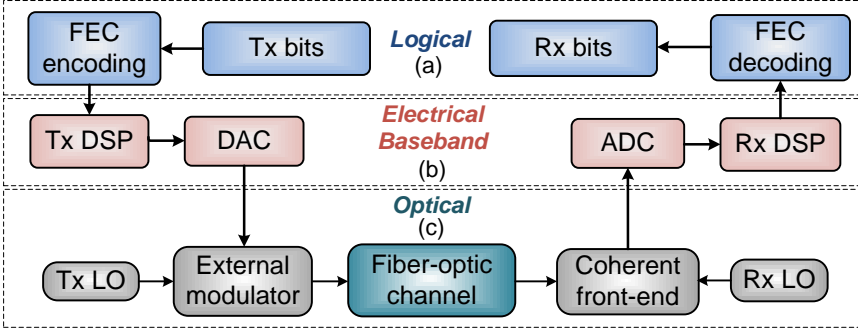 FEC
encoding
Tx bits
Logical
(a)
Rx bits
FEC
decoding
Tx DSP
DAC
Electrical
Baseband
(b)
ADC
Rx DSP
Optical
(c)
Tx LO
External
modulator
Fiber-optic
channel
Coherent
front-end
Rx LO